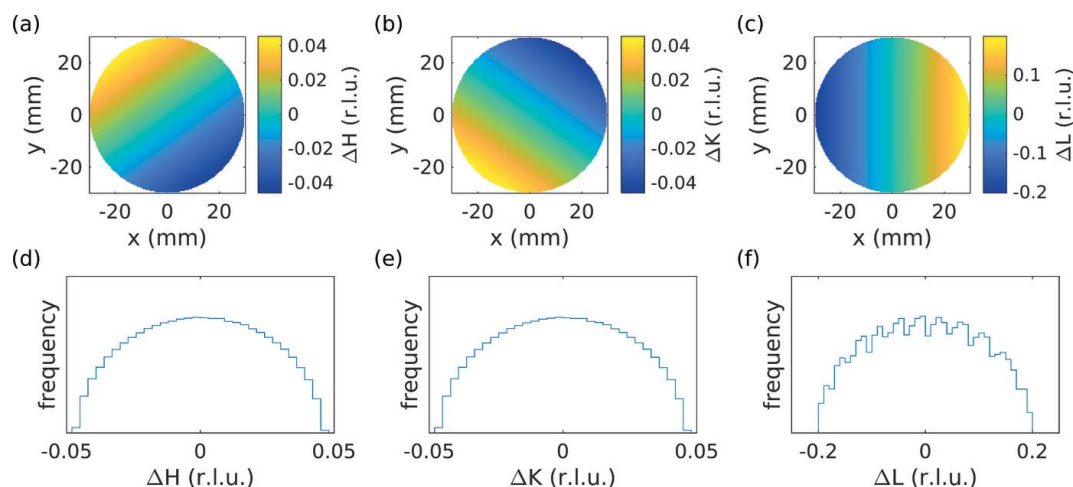 (a)
(b)
(c)
20
0
-20
y (mm)
-20 0 20
x (mm)
0.04
0.02
0
-0.02
-0.04
ΔH (r.l.u.)
20
0
-20
y (mm)
-20 0 20
x (mm)
0.04
0.02
0
-0.02
-0.04
ΔK (r.l.u.)
20
0
-20
y (mm)
-20 0 20
x (mm)
0.1
0
-0.1
-0.2
ΔL (r.l.u.)
(d)
(e)
(f)
frequency
-0.05 0 0.05
ΔH (r.l.u.)
frequency
-0.05 0 0.05
ΔK (r.l.u.)
frequency
-0.2 0 0.2
ΔL (r.l.u.)